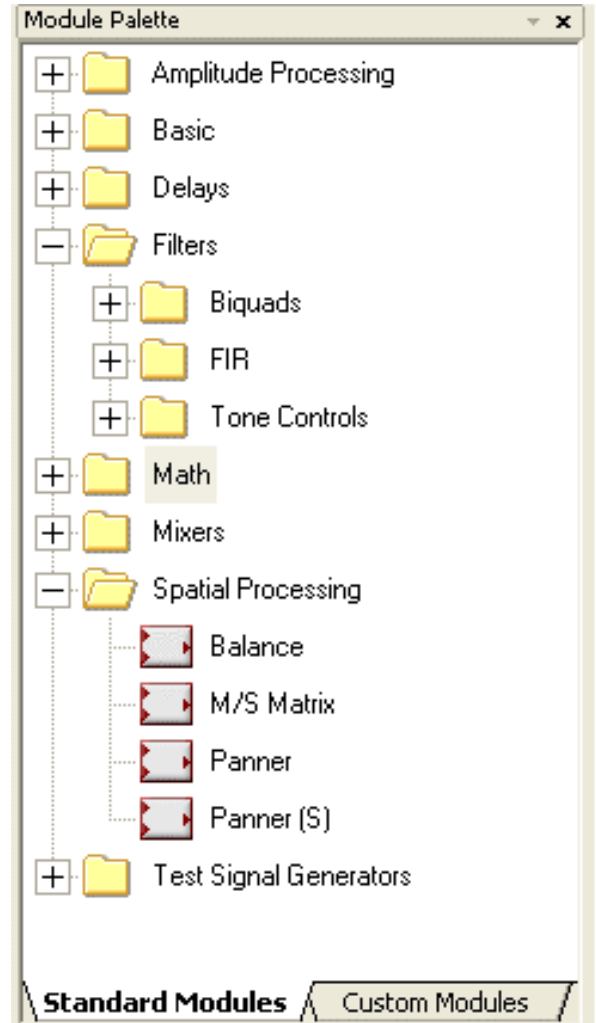 Module Palette
Amplitude Processing
Basic
Delays
Filters
Biquads
FIR
Tone Controls
Math
Mixers
Spatial Processing
Balance
M/S Matrix
Panner
Panner (S)
Test Signal Generators
Standard Modules Custom Modules